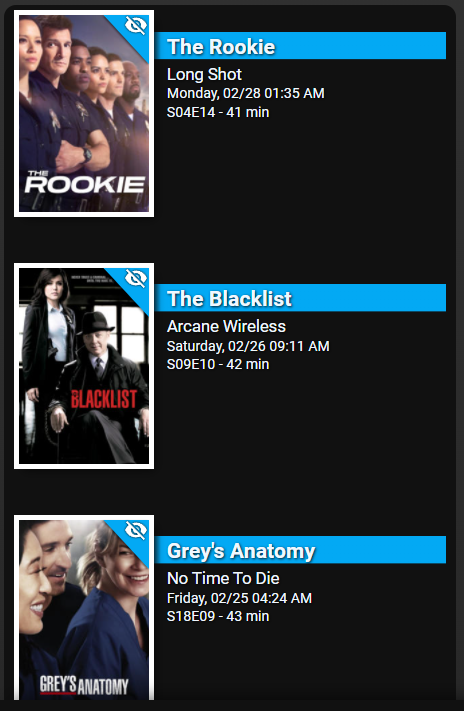 THE
ROOKIE
The Rookie
Long Shot
Monday, 02/28 01:35 AM
S04E14 - 41 min
THE BLACKLIST
The Blacklist
Arcane Wireless
Saturday, 02/26 09:11 AM
S09E10 - 42 min
GREY'S ANATOMY
Grey's Anatomy
No Time To Die
Friday, 02/25 04:24 AM
S18E09 - 43 min